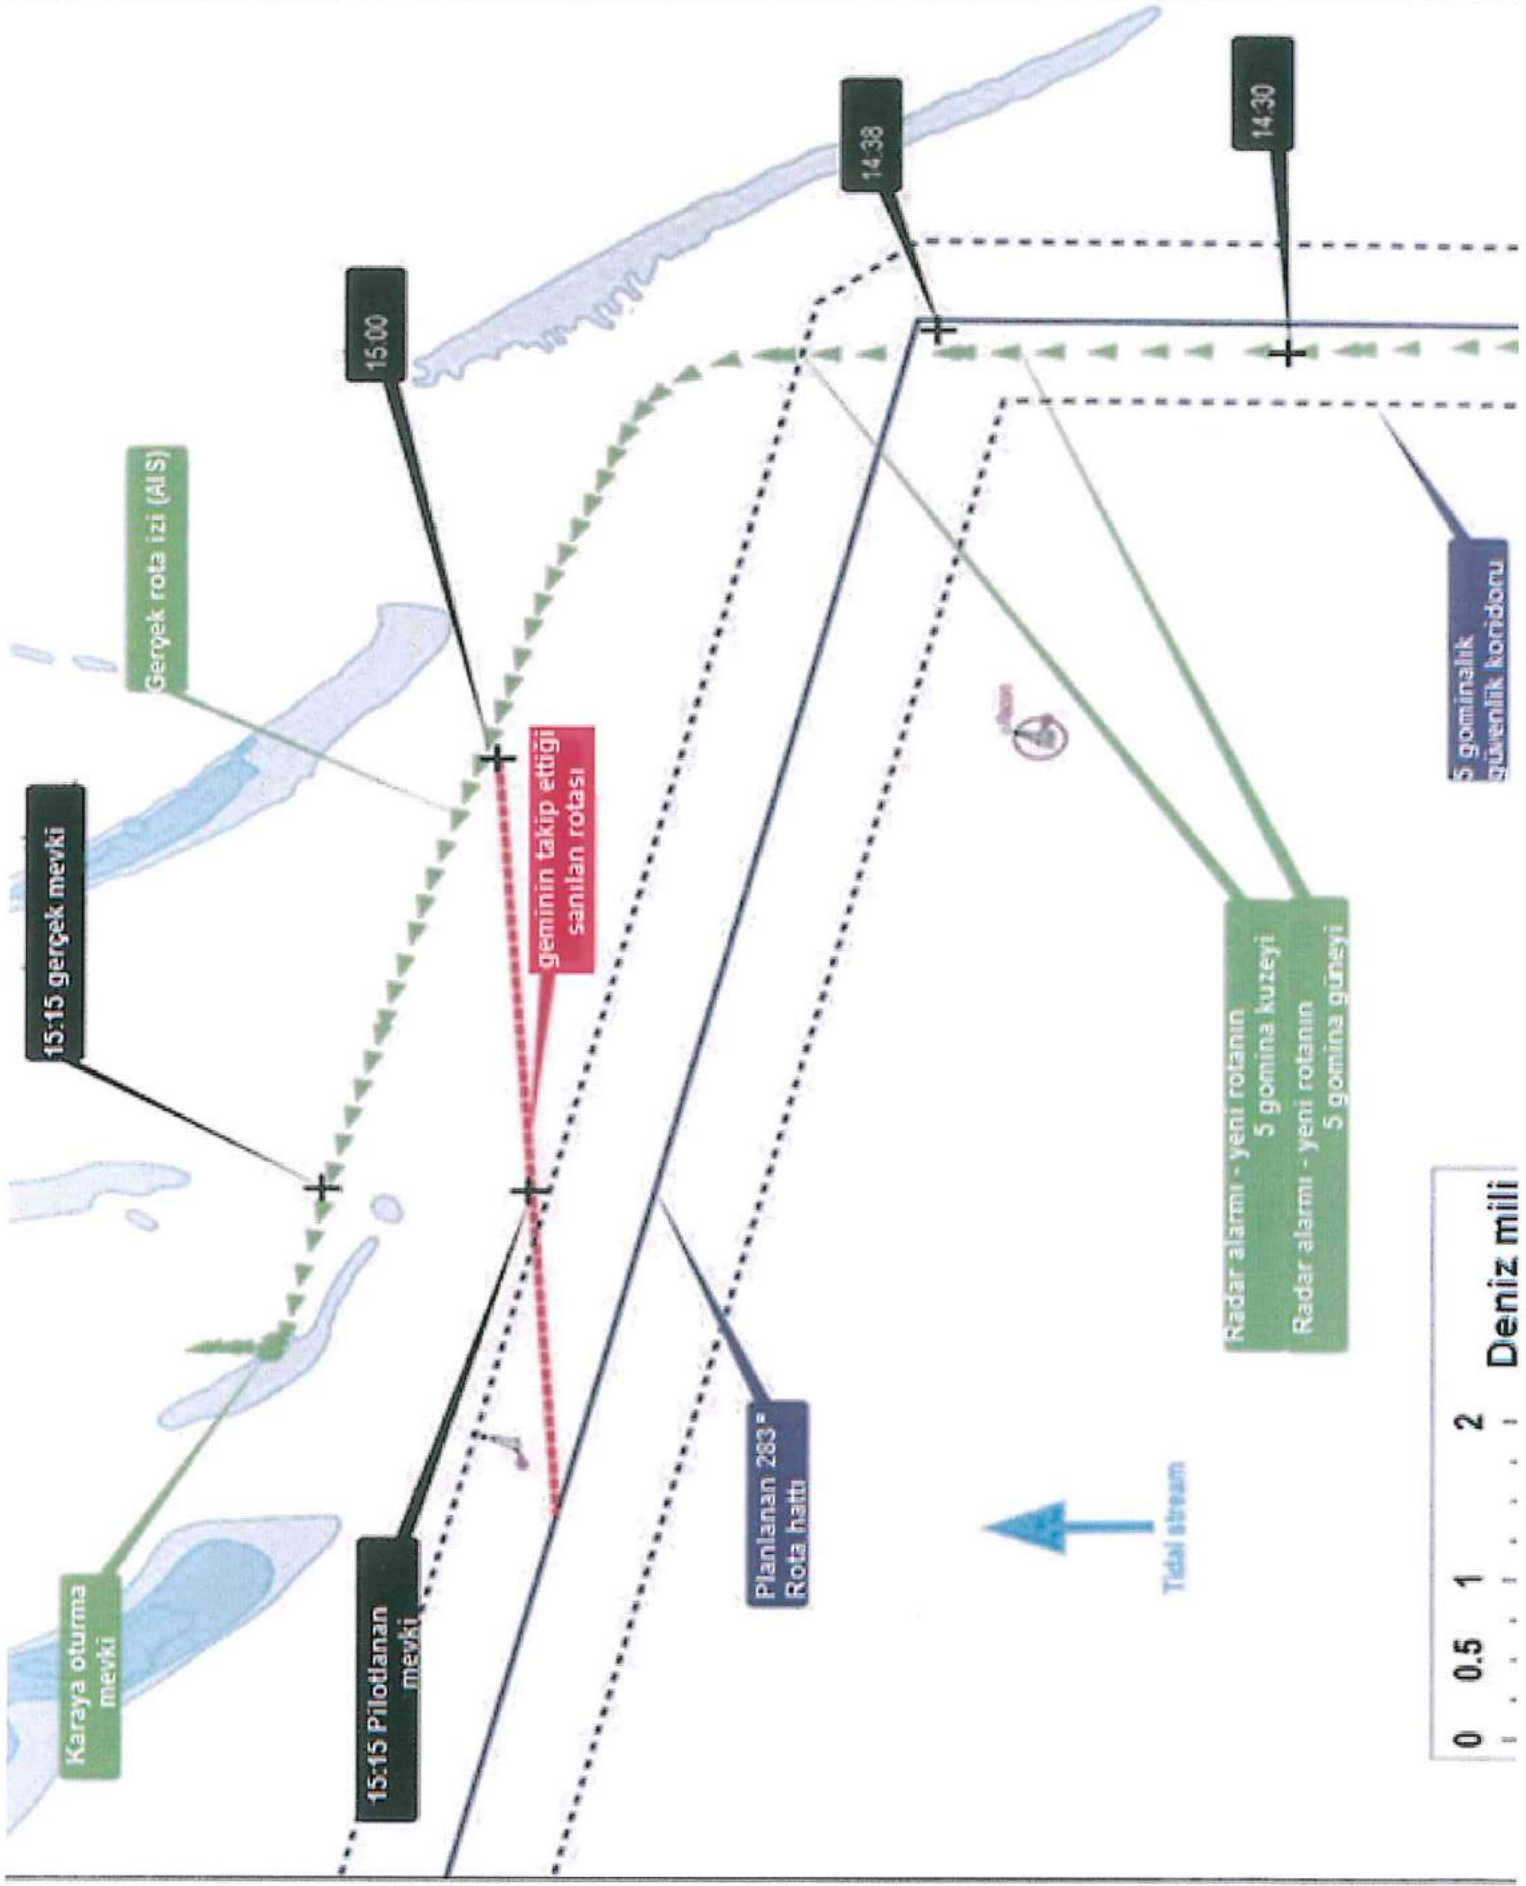 Karaya oturma
mevki
15:15 gerçek mevki
Gerçek rota izi (AIS)
15:15 Pilotlanan
mevki
15:00
geminin takip ettiği
sanılan rotası
Planlanan 283°
Rota hattı
14:38
Tidal stream
Radar alarmı - yeni rotanın
5 gomina kuzeyi
Radar alarmı - yeni rotanın
5 gomina güneyi
14:30
5 gominalık
güvenlik koridoru
0 0.5 1 2
Deniz mili